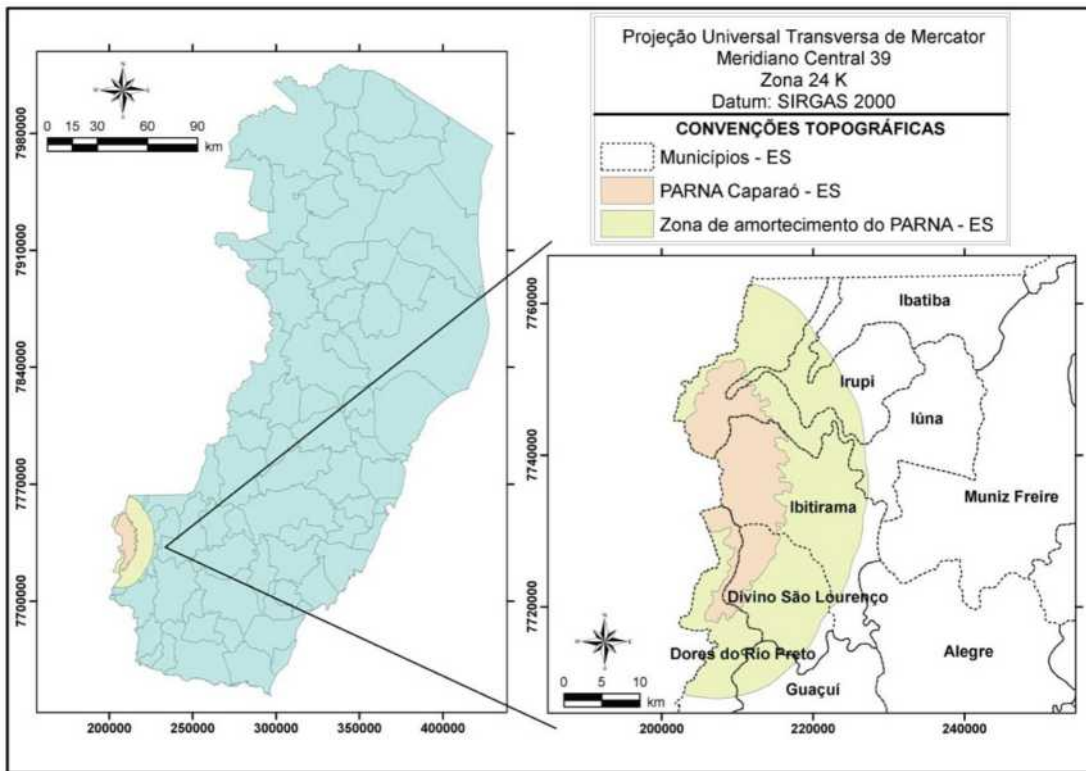 Projeção Universal Transversa de Mercator
Meridiano Central 39
Zona 24 K
Datum: SIRGAS 2000
CONVENÇÕES TOPOGRÁFICAS
Municípios - ES
PARNA Caparaó - ES
Zona de amortecimento do PARNA - ES
0 15 30 60 90
km
7980000
7910000
7840000
7770000
7700000
200000 250000 300000 350000 400000
7760000
7740000
7720000
Ibatiba
Irupi
Iúna
Muniz Freire
Ibitirama
Divino São Lourenço
Dores do Rio Preto
Alegre
Guaçuí
0 5 10
km
200000 220000 240000